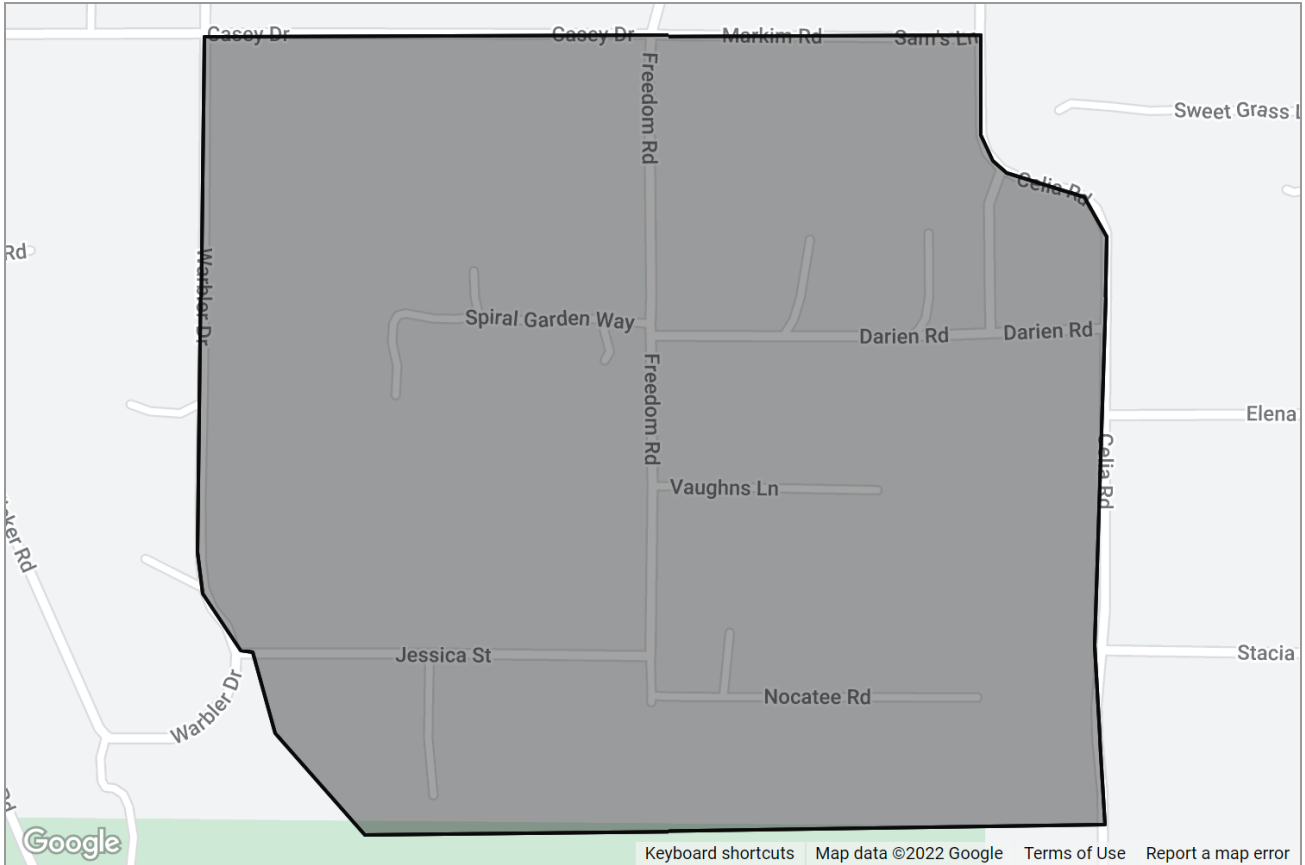 Casey Dr
Casey Dr
Markim Rd
Sam's Ln
Freedom Rd
Sweet Grass L
Celia Rd
Rd
Warbler Dr
Spiral Garden Way
Darien Rd
Darien Rd
Freedom Rd
Elena
Celia Rd
Vaughns Ln
cker Rd
Jessica St
Stacia
Warbler Dr
Nocatee Rd
Rd
Google
Keyboard shortcuts
Map data ©2022 Google
Terms of Use
Report a map error